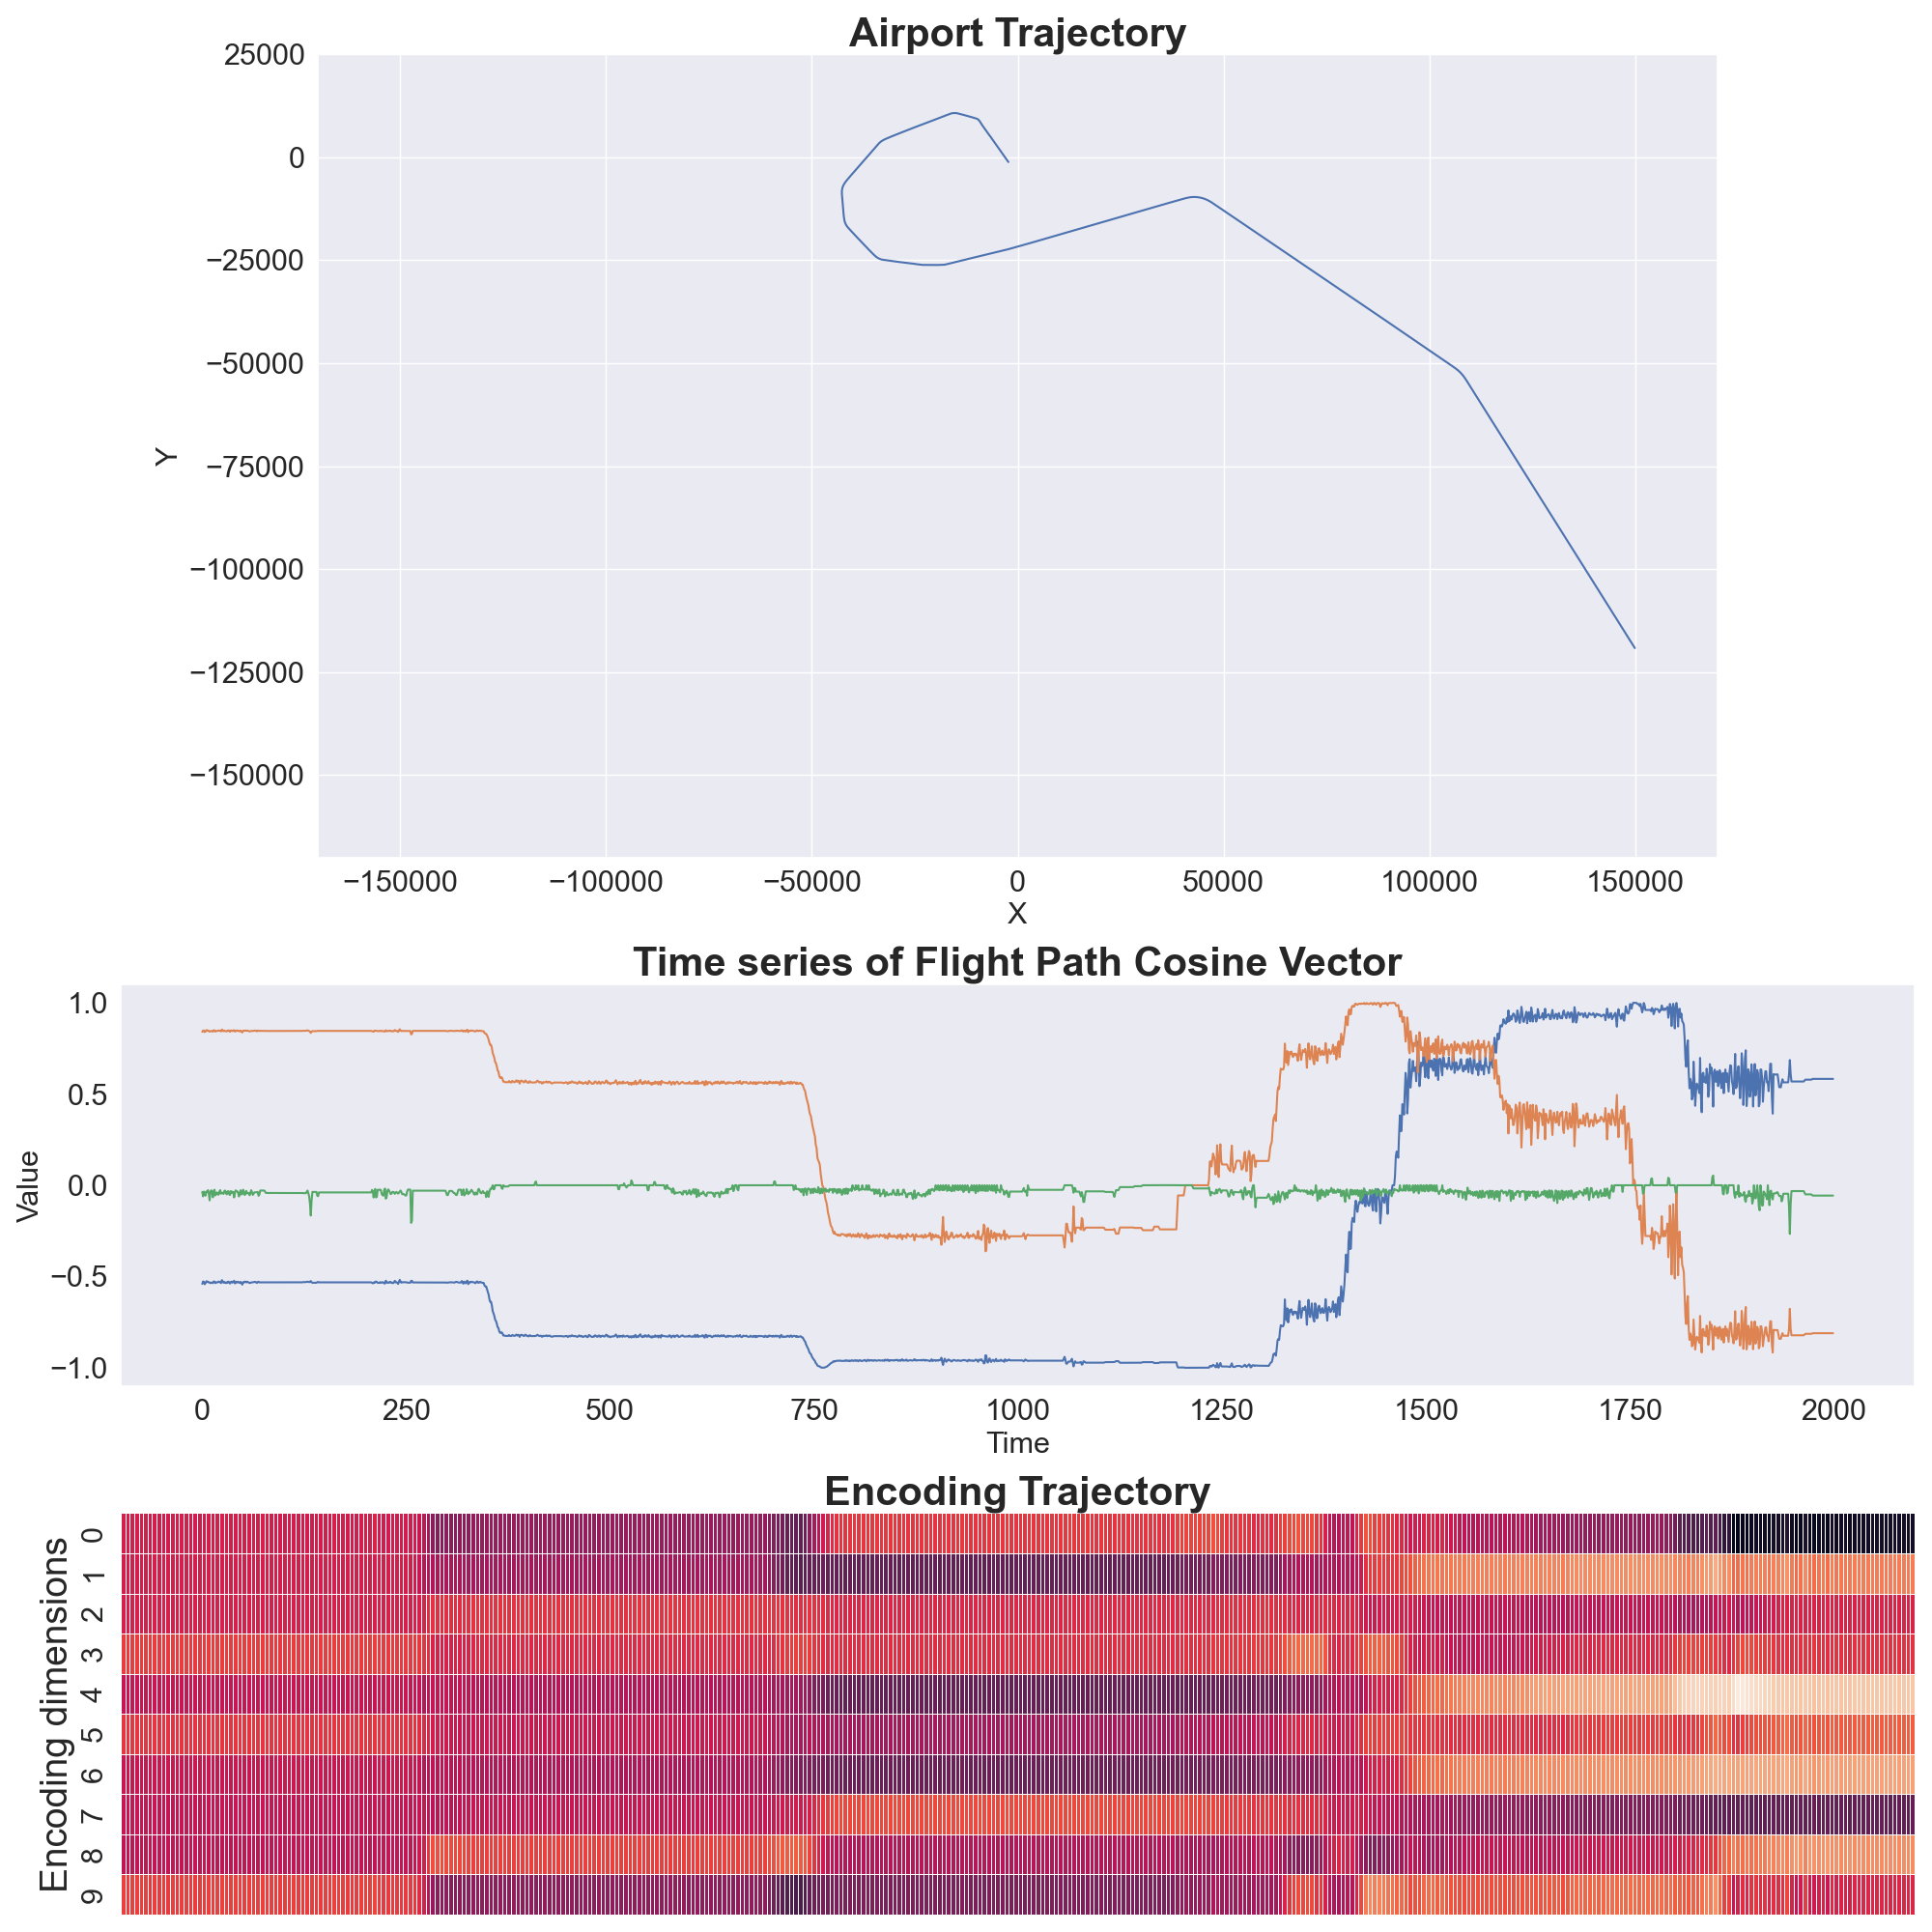 Airport Trajectory
25000
0
−25000
−50000
−75000
−100000
−125000
−150000
Y
−150000 −100000 −50000 0 50000 100000 150000
X
Time series of Flight Path Cosine Vector
1.0
0.5
0.0
−0.5
−1.0
Value
0 250 500 750 1000 1250 1500 1750 2000
Time
Encoding Trajectory
Encoding dimensions
0
1
2
3
4
5
6
7
8
9